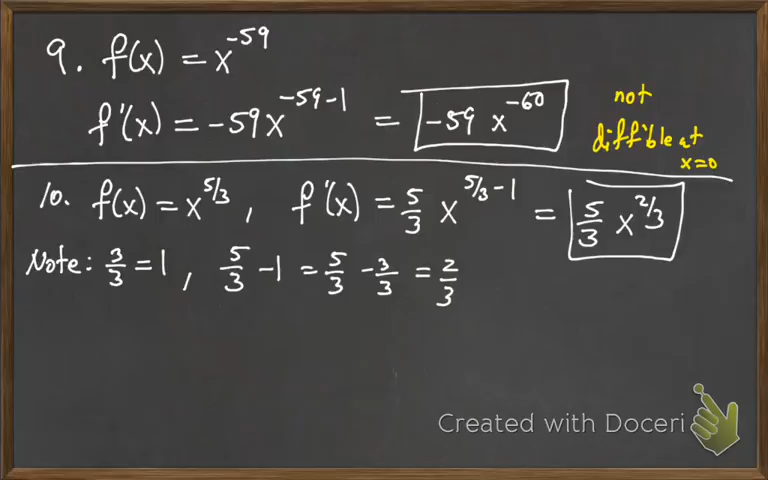 9. f(x) = x^{-59}
f'(x) = -59x^{-59-1} = -59 x^{-60}
not
diffible at
x=0
10. f(x) = x^{5/3}, f'(x) = 5/3 x^{5/3 - 1} = 5/3 x^{2/3}
Note: 3/3 = 1, 5/3 - 1 = 5/3 - 3/3 = 2/3
Created with Doceri